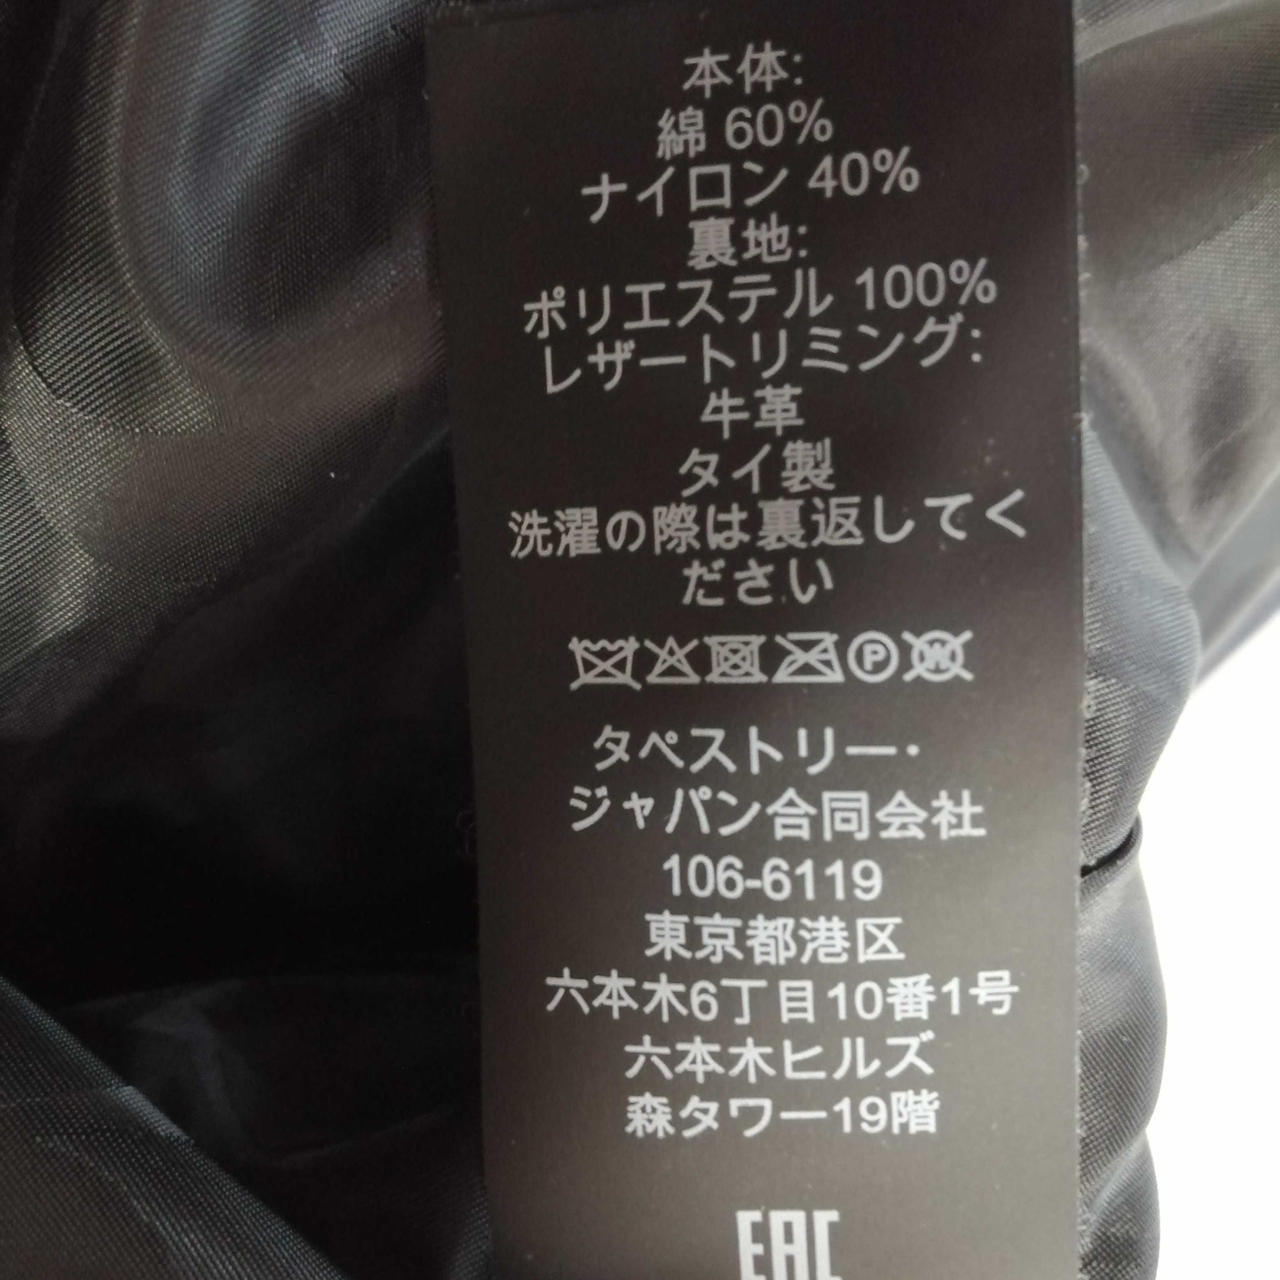 本体:
綿 60%
ナイロン 40%
裏地:
ポリエステル 100%
レザートリミング:
牛革
タイ製
洗濯の際は裏返してく
ださい
P W
タペストリー・
ジャパン合同会社
106-6119
東京都港区
六本木6丁目10番1号
六本木ヒルズ
森タワー19階
EAC